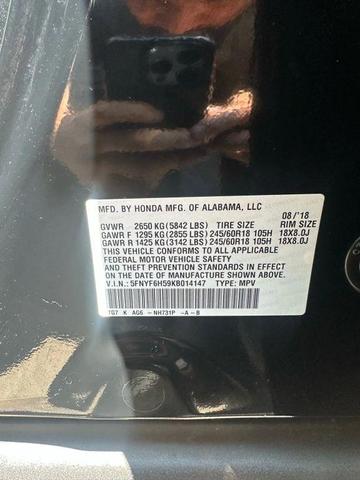 MFD. BY HONDA MFG. OF ALABAMA, LLC 08/'18
GVWR 2650 KG (5842 LBS) TIRE SIZE RIM SIZE
GAWR F 1295 KG (2855 LBS) 245/60R18 105H 18X8.0J
GAWR R 1425 KG (3142 LBS) 245/60R18 105H 18X8.0J
THIS VEHICLE CONFORMS TO ALL APPLICABLE
FEDERAL MOTOR VEHICLE SAFETY
AND THEFT PREVENTION STANDARDS IN EFFECT
ON THE DATE OF MANUFACTURE SHOWN ABOVE.
V.I.N.: 5FNYF6H59KB014147 TYPE: MPV
TG7 K AG6 -NH731P -A-B